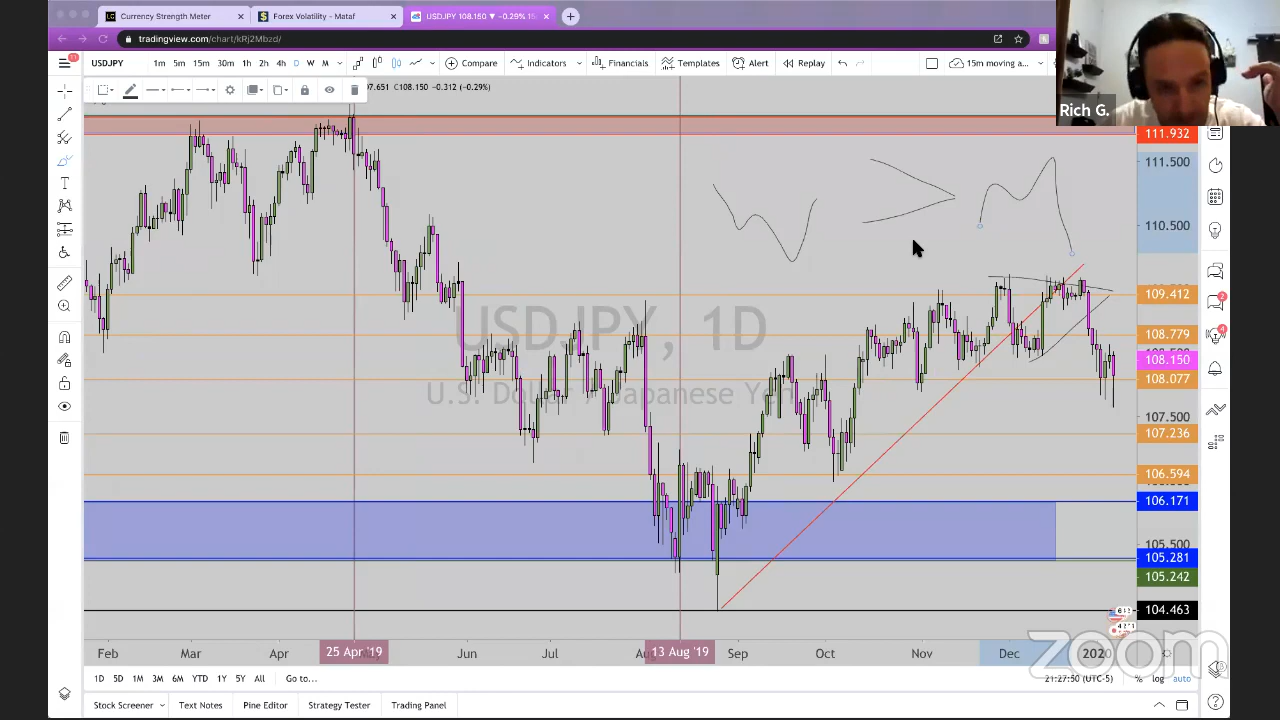 Currency Strength Meter
Forex Volatility - Mataf
USDJPY 108.150 ▼ -0.29% 15
tradingview.com/chart/kRj2Mbzd/
11
USDJPY 1m 5m 15m 30m 1h 2h 4h D W M Compare Indicators Financials Templates Alert Replay 15m moving a...
7.651 C108.150 -0.312 (-0.29%)
Rich G.
111.932
111.500
110.500
109.412
108.779
108.150
108.077
107.500
107.236
106.594
106.171
105.500
105.281
105.242
104.463
USDJPY, 1D
U.S. Dollar / Japanese Yen
2
4
Feb Mar Apr 25 Apr '19 Jun Jul 13 Aug '19 Sep Oct Nov Dec 2020
zoom
1D 5D 1M 3M 6M YTD 1Y 5Y All Go to... 21:27:50 (UTC-5) % log auto
Stock Screener Text Notes Pine Editor Strategy Tester Trading Panel